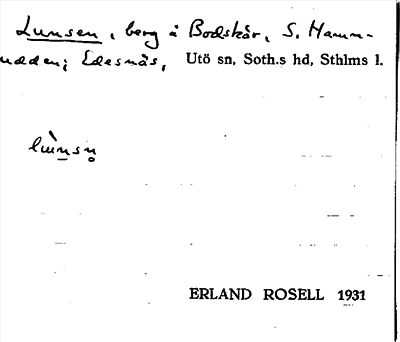 Lunsen, berg å Bodskär, S. Hamn-
udden; Edesnäs, Utö sn, Soth.s hd, Sthlms l.
ERLAND ROSELL 1931